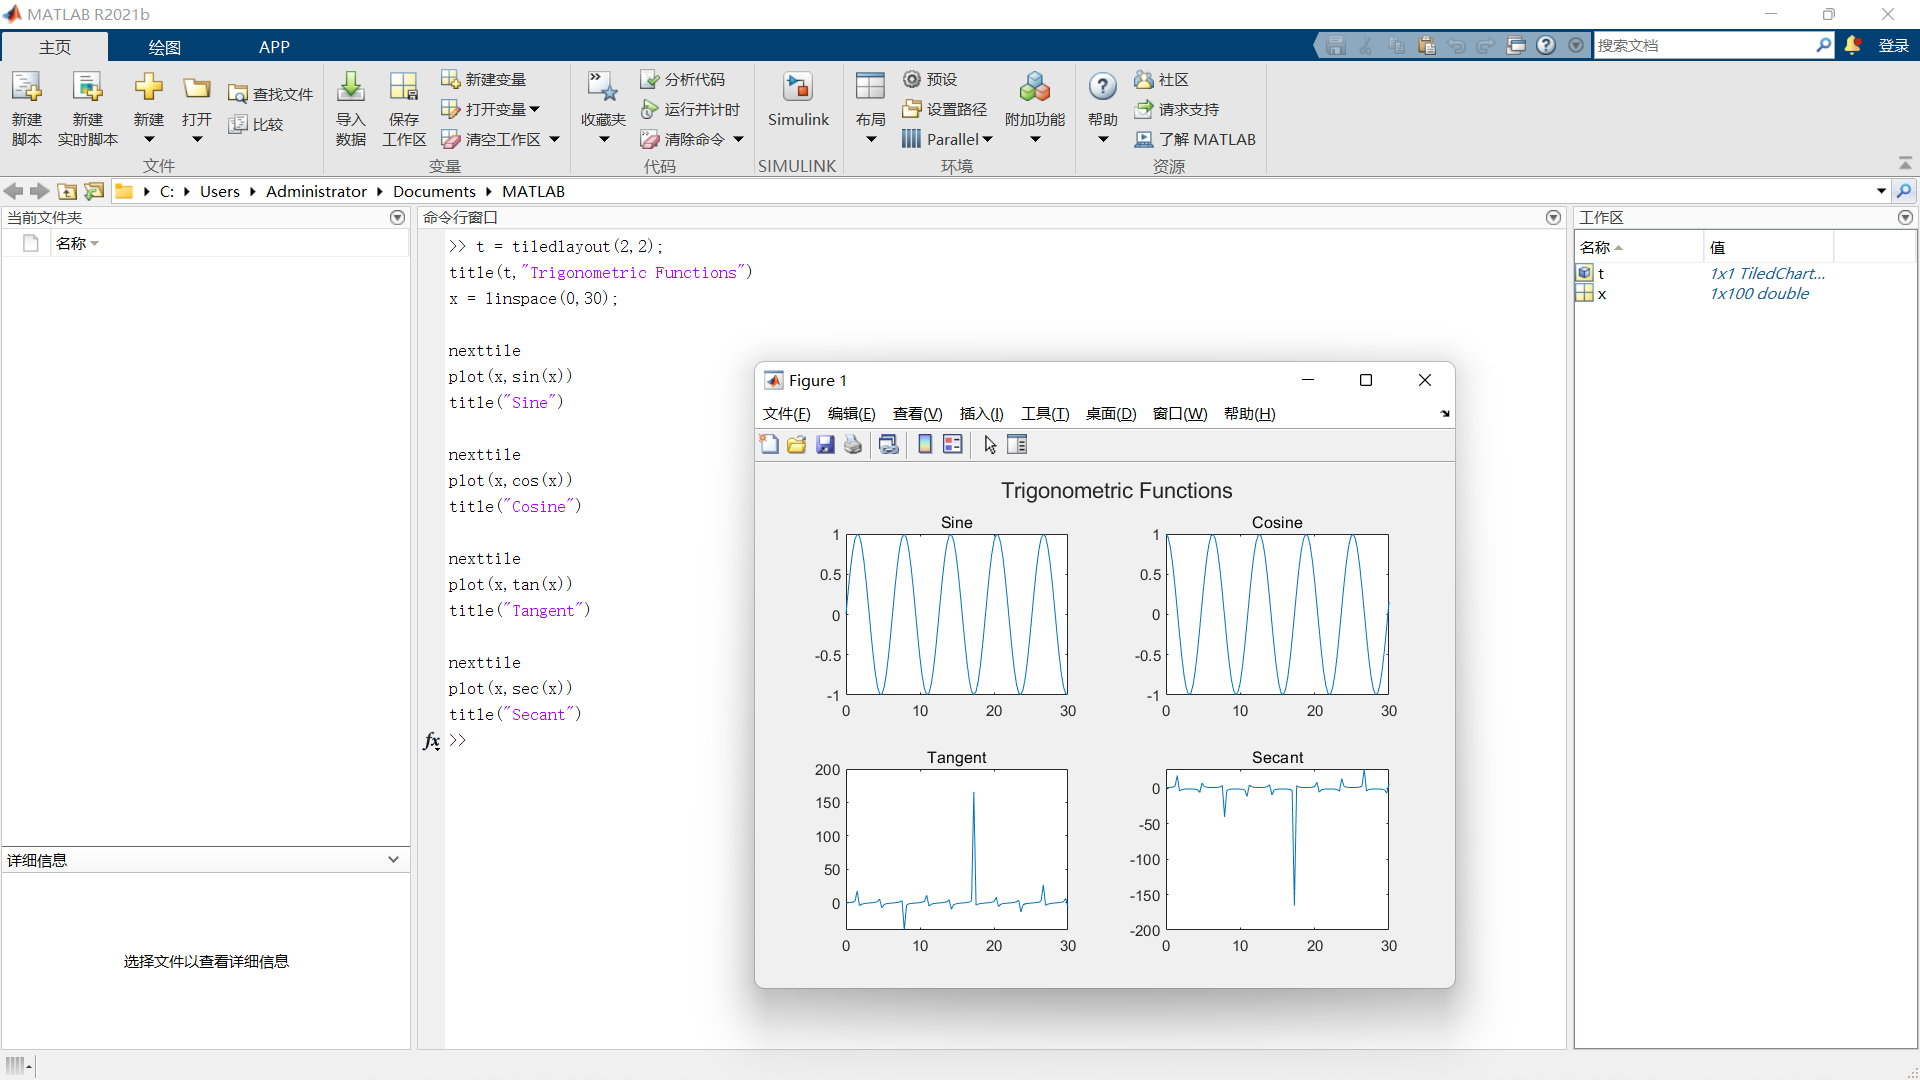 MATLAB R2021b
主页 绘图 APP
搜索文档 登录
新建脚本 新建实时脚本 新建 打开 查找文件 比较
文件
导入数据 保存工作区 新建变量 打开变量 清空工作区
变量
收藏夹 分析代码 运行并计时 清除命令
代码
Simulink
SIMULINK
布局 预设 设置路径 Parallel 附加功能
环境
帮助 社区 请求支持 了解 MATLAB
资源
C: Users Administrator Documents MATLAB
当前文件夹
名称
详细信息
选择文件以查看详细信息
命令行窗口
>> t = tiledlayout(2,2);
title(t,"Trigonometric Functions")
x = linspace(0,30);
nexttile
plot(x,sin(x))
title("Sine")
nexttile
plot(x,cos(x))
title("Cosine")
nexttile
plot(x,tan(x))
title("Tangent")
nexttile
plot(x,sec(x))
title("Secant")
fx >>
Figure 1
文件(F) 编辑(E) 查看(V) 插入(I) 工具(T) 桌面(D) 窗口(W) 帮助(H)
Trigonometric Functions
Sine
1
0.5
0
-0.5
-1
0 10 20 30
Cosine
1
0.5
0
-0.5
-1
0 10 20 30
Tangent
200
150
100
50
0
0 10 20 30
Secant
0
-50
-100
-150
-200
0 10 20 30
工作区
名称 值
t 1x1 TiledChart...
x 1x100 double